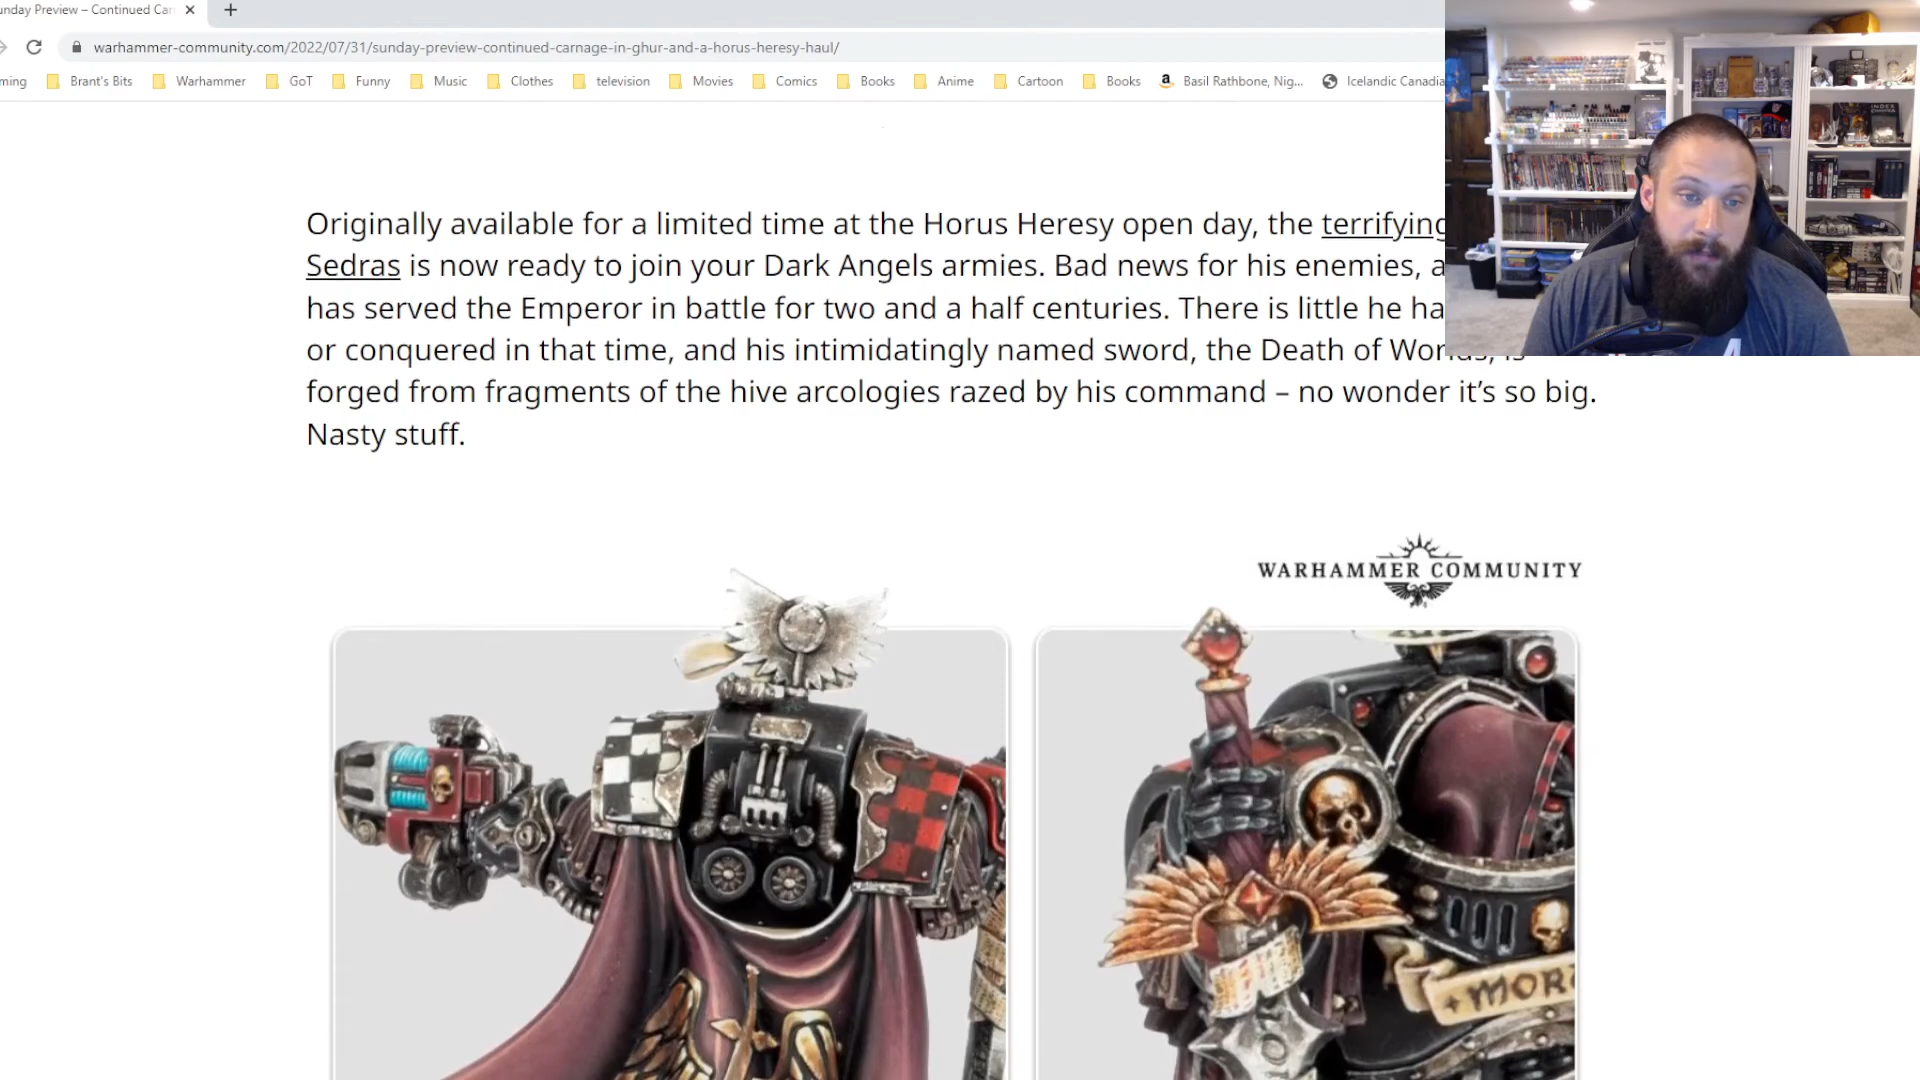 unday Preview – Continued Car
warhammer-community.com/2022/07/31/sunday-preview-continued-carnage-in-ghur-and-a-horus-heresy-haul/
ming Brant's Bits Warhammer GoT Funny Music Clothes television Movies Comics Books Anime Cartoon Books Basil Rathbone, Nig... Icelandic Canadia
Originally available for a limited time at the Horus Heresy open day, the terrifying
Sedras is now ready to join your Dark Angels armies. Bad news for his enemies, a
has served the Emperor in battle for two and a half centuries. There is little he ha
or conquered in that time, and his intimidatingly named sword, the Death of Worlds, is
forged from fragments of the hive arcologies razed by his command – no wonder it's so big.
Nasty stuff.
WARHAMMER COMMUNITY
MOR